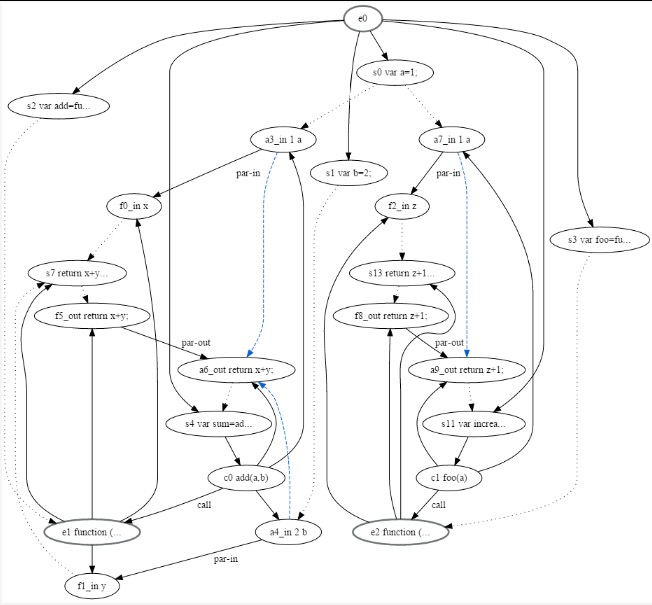 e0
s0 var a=1;
s2 var add=fu...
a3_in 1 a
a7_in 1 a
par-in
s1 var b=2;
par-in
f0_in x
f2_in z
s3 var foo=fu...
s7 return x+y...
s13 return z+1...
f5_out return x+y;
f8_out return z+1;
par-out
par-out
a6_out return x+y;
a9_out return z+1;
s4 var sum=ad...
s11 var increa...
c0 add(a,b)
c1 foo(a)
call
call
e1 function (...
a4_in 2 b
e2 function (...
par-in
f1_in y